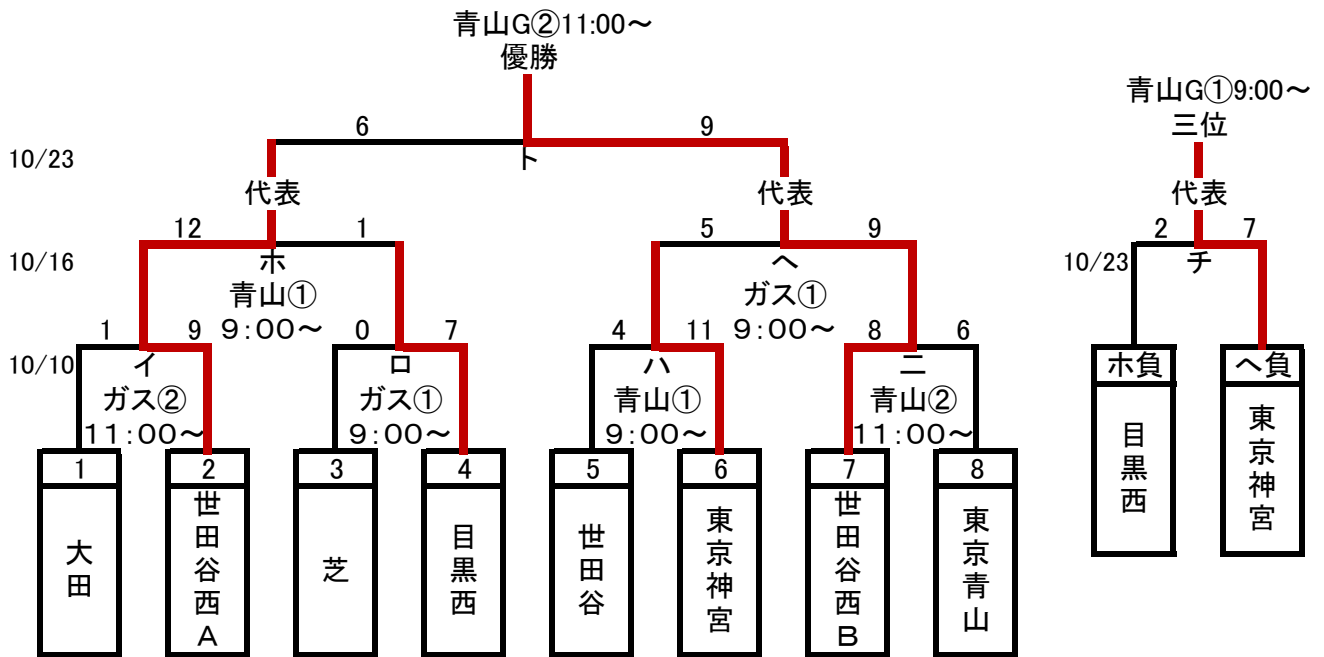 青山G②11:00～
優勝
青山G①9:00～
三位
6 9
10/23 ト
代表 代表 代表
12 1 5 9 2 7
10/16 ホ ヘ 10/23 チ
青山① ガス①
9:00～ 9:00～
1 9 0 7 4 11 8 6
10/10 イ ロ ハ ニ ホ負 ヘ負
ガス② ガス① 青山① 青山②
11:00～ 9:00～ 9:00～ 11:00～
目黒西 東京神宮
1 2 3 4 5 6 7 8
大田 世田谷西A 芝 目黒西 世田谷 東京神宮 世田谷西B 東京青山